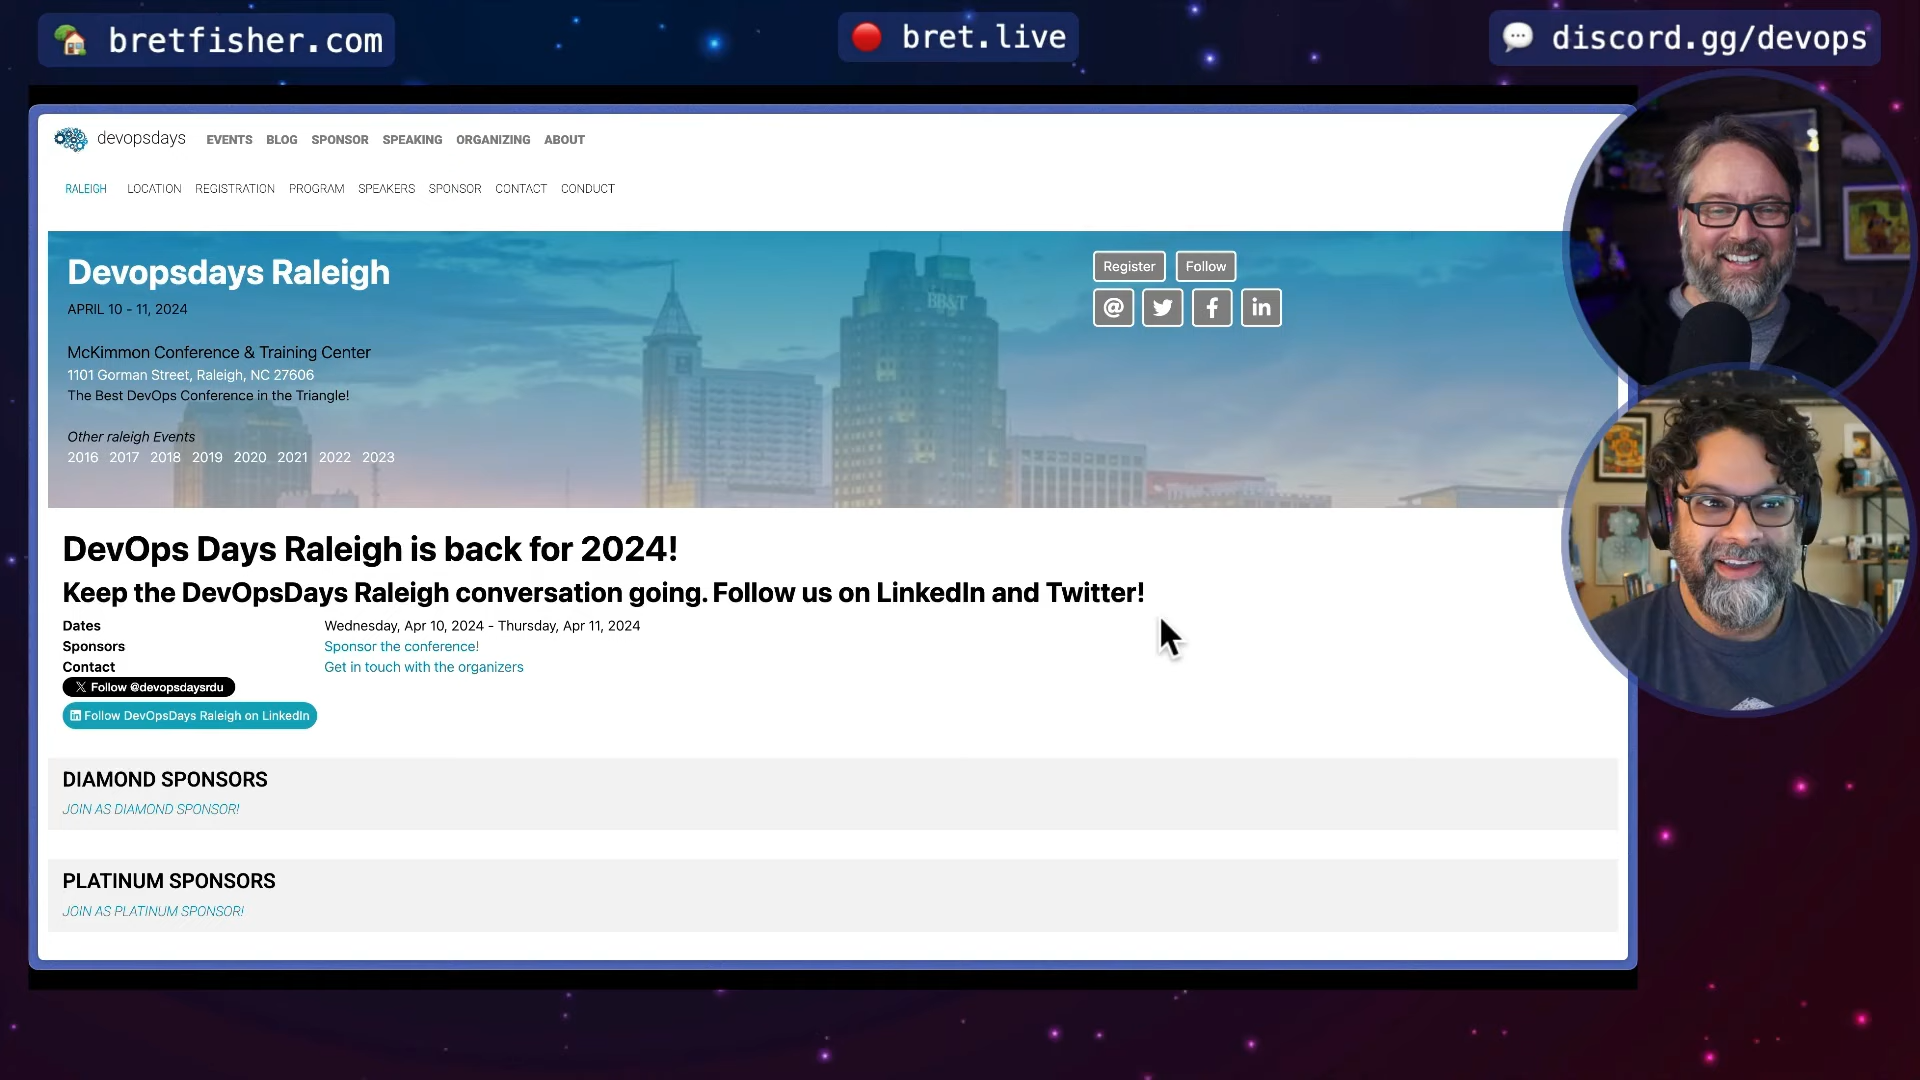 bretfisher.com
bret.live
discord.gg/devops
devopsdays EVENTS BLOG SPONSOR SPEAKING ORGANIZING ABOUT
RALEIGH LOCATION REGISTRATION PROGRAM SPEAKERS SPONSOR CONTACT CONDUCT
Devopsdays Raleigh
APRIL 10 - 11, 2024
McKimmon Conference & Training Center
1101 Gorman Street, Raleigh, NC 27606
The Best DevOps Conference in the Triangle!
Other raleigh Events
2016 2017 2018 2019 2020 2021 2022 2023
BB&T
Register Follow
DevOps Days Raleigh is back for 2024!
Keep the DevOpsDays Raleigh conversation going. Follow us on LinkedIn and Twitter!
Dates Wednesday, Apr 10, 2024 - Thursday, Apr 11, 2024
Sponsors Sponsor the conference!
Contact Get in touch with the organizers
X Follow @devopsdaysrdu
in Follow DevOpsDays Raleigh on LinkedIn
DIAMOND SPONSORS
JOIN AS DIAMOND SPONSOR!
PLATINUM SPONSORS
JOIN AS PLATINUM SPONSOR!